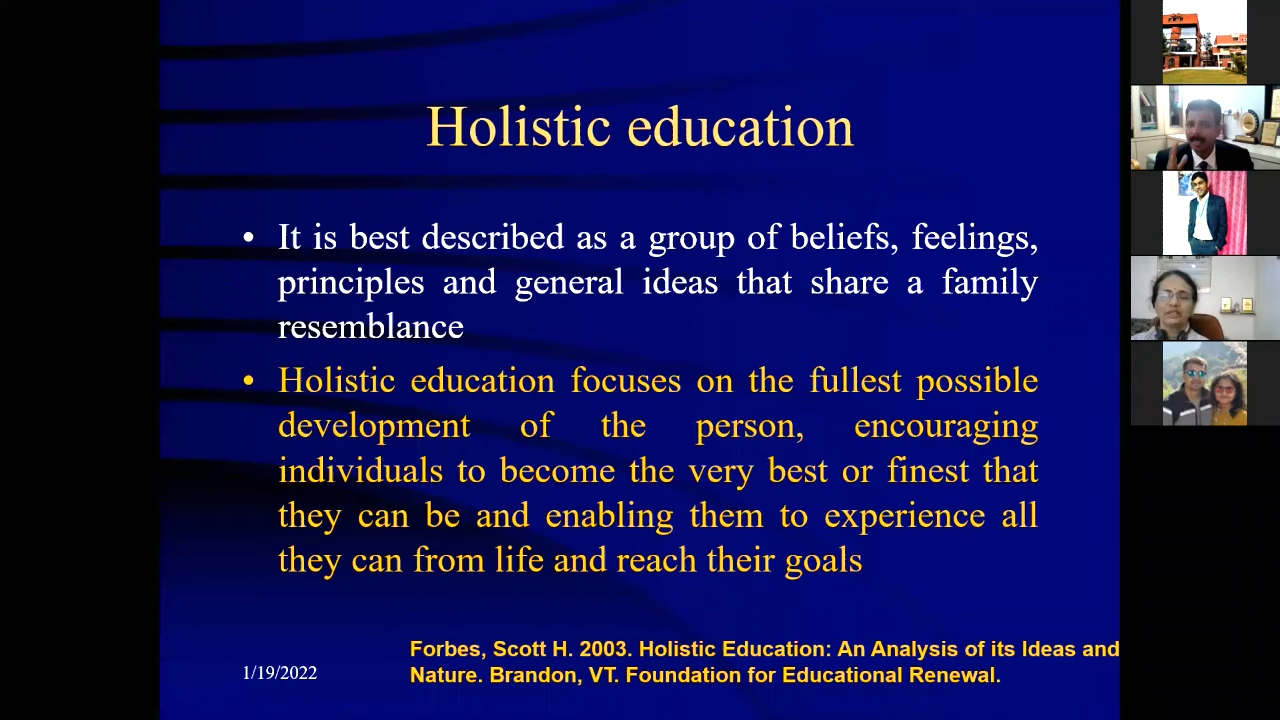 Holistic education
• It is best described as a group of beliefs, feelings,
principles and general ideas that share a family
resemblance
• Holistic education focuses on the fullest possible
development of the person, encouraging
individuals to become the very best or finest that
they can be and enabling them to experience all
they can from life and reach their goals
Forbes, Scott H. 2003. Holistic Education: An Analysis of its Ideas and
Nature. Brandon, VT. Foundation for Educational Renewal.
1/19/2022